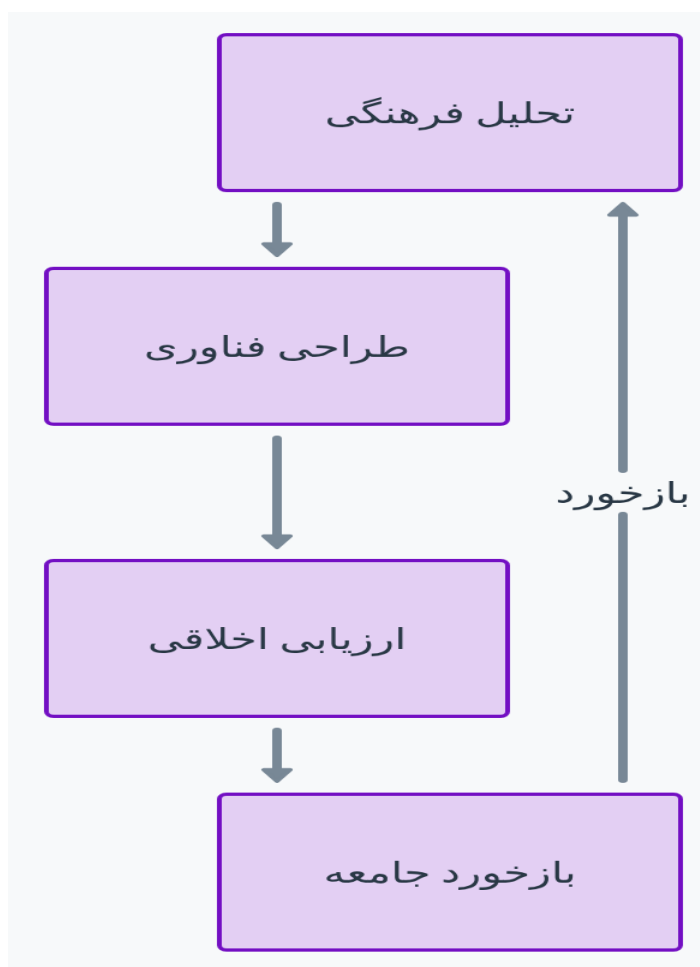 تحلیل فرهنگی
طراحی فناوری
بازخورد
ارزیابی اخلاقی
بازخورد جامعه